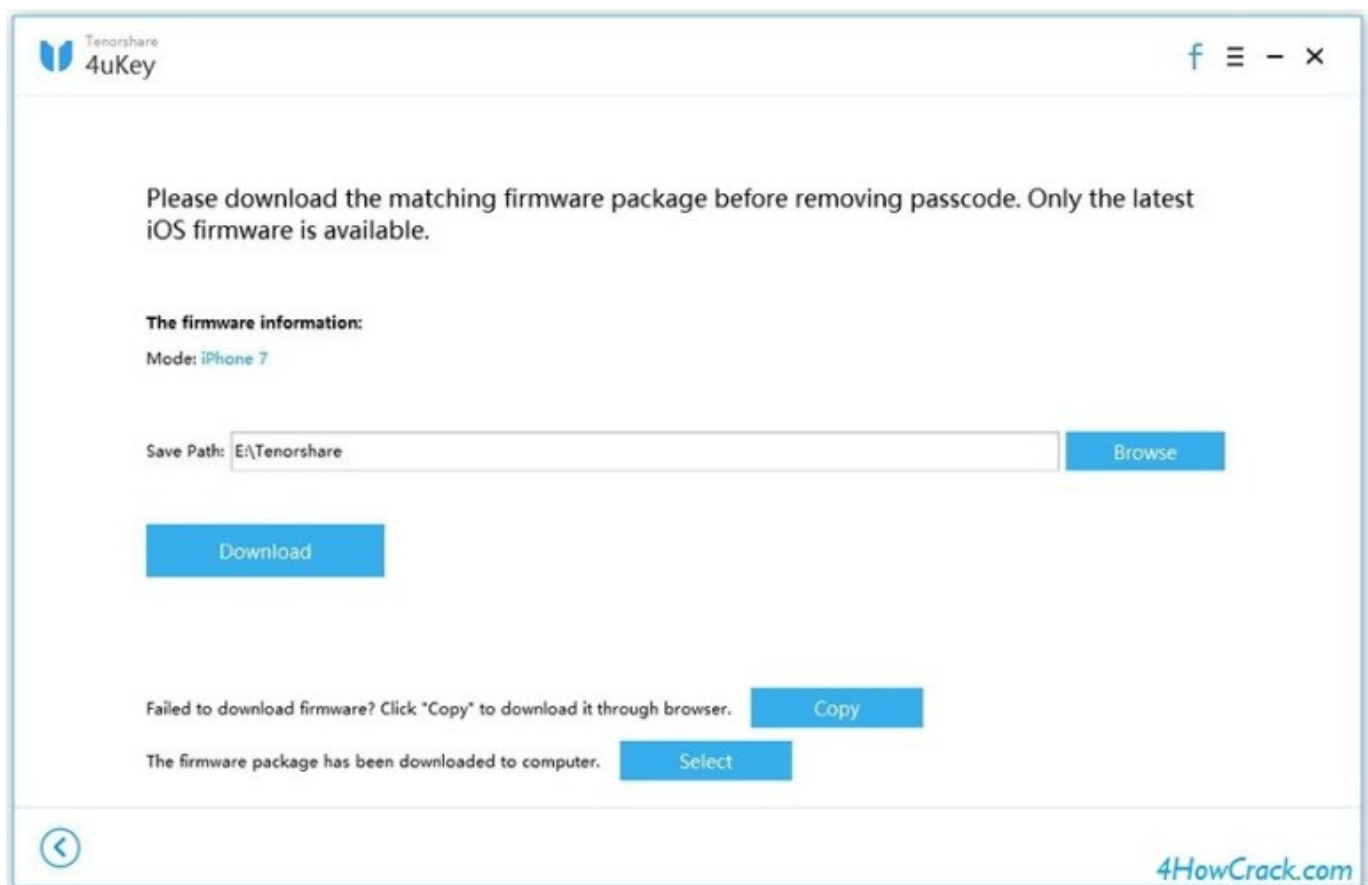 Tenorshare
4uKey
f
Please download the matching firmware package before removing passcode. Only the latest
iOS firmware is available.
The firmware information:
Mode: iPhone 7
Save Path: E:\Tenorshare Browse
Download
Failed to download firmware? Click "Copy" to download it through browser. Copy
The firmware package has been downloaded to computer. Select
4HowCrack.com